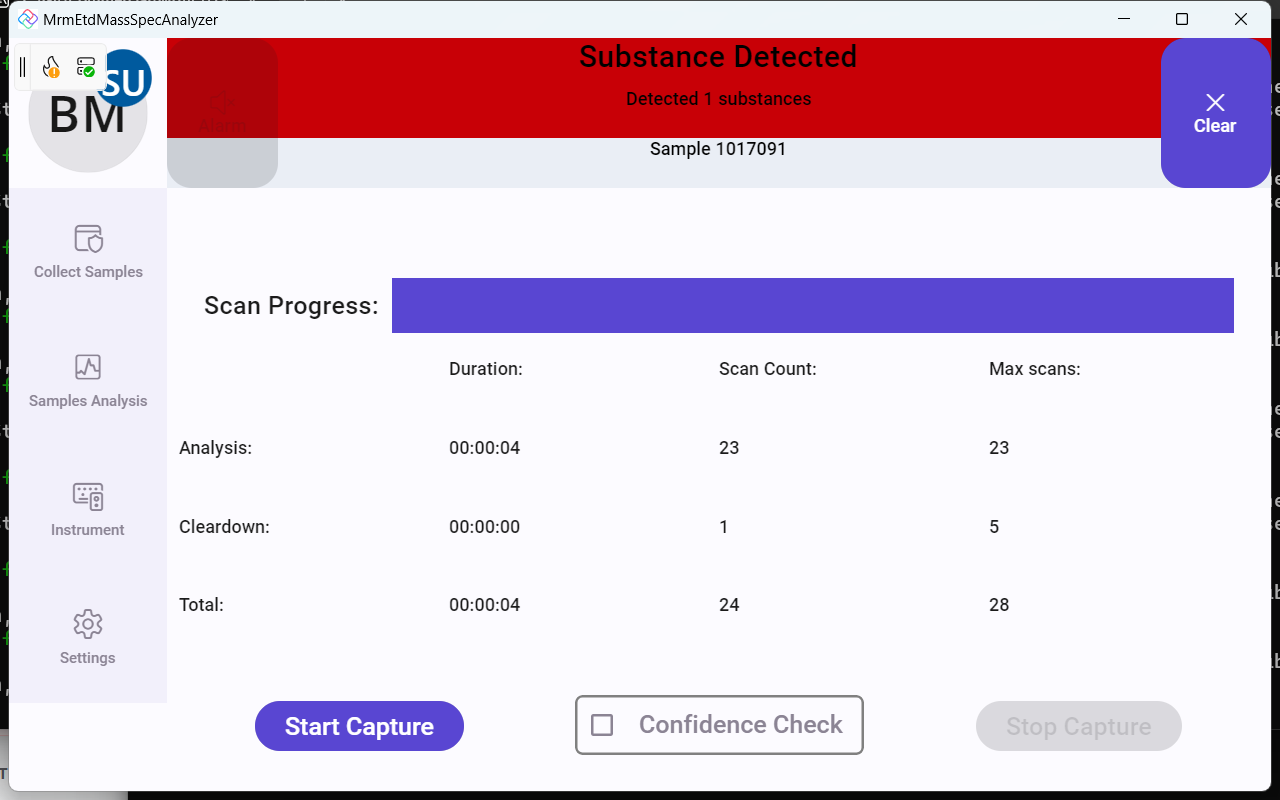 MrmEtdMassSpecAnalyzer
SU
BM
Alarm
Substance Detected
Detected 1 substances
Sample 1017091
Clear
Collect Samples
Samples Analysis
Instrument
Settings
Scan Progress:
Duration: Scan Count: Max scans:
Analysis: 00:00:04 23 23
Cleardown: 00:00:00 1 5
Total: 00:00:04 24 28
Start Capture
Confidence Check
Stop Capture